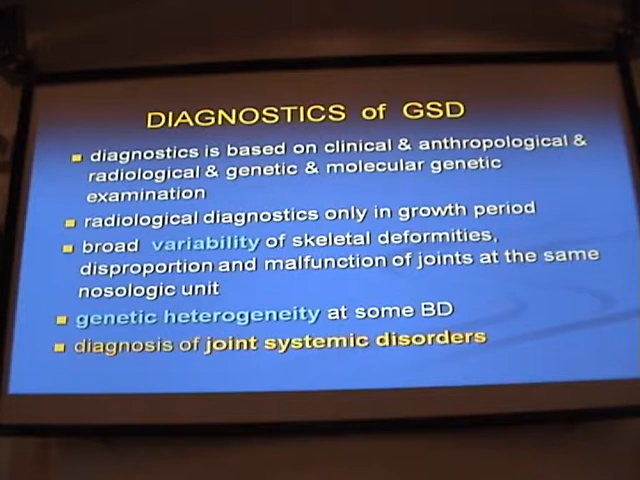 DIAGNOSTICS of GSD
diagnostics is based on clinical & anthropological &
radiological & genetic & molecular genetic
examination
radiological diagnostics only in growth period
broad variability of skeletal deformities,
disproportion and malfunction of joints at the same
nosologic unit
genetic heterogeneity at some BD
diagnosis of joint systemic disorders